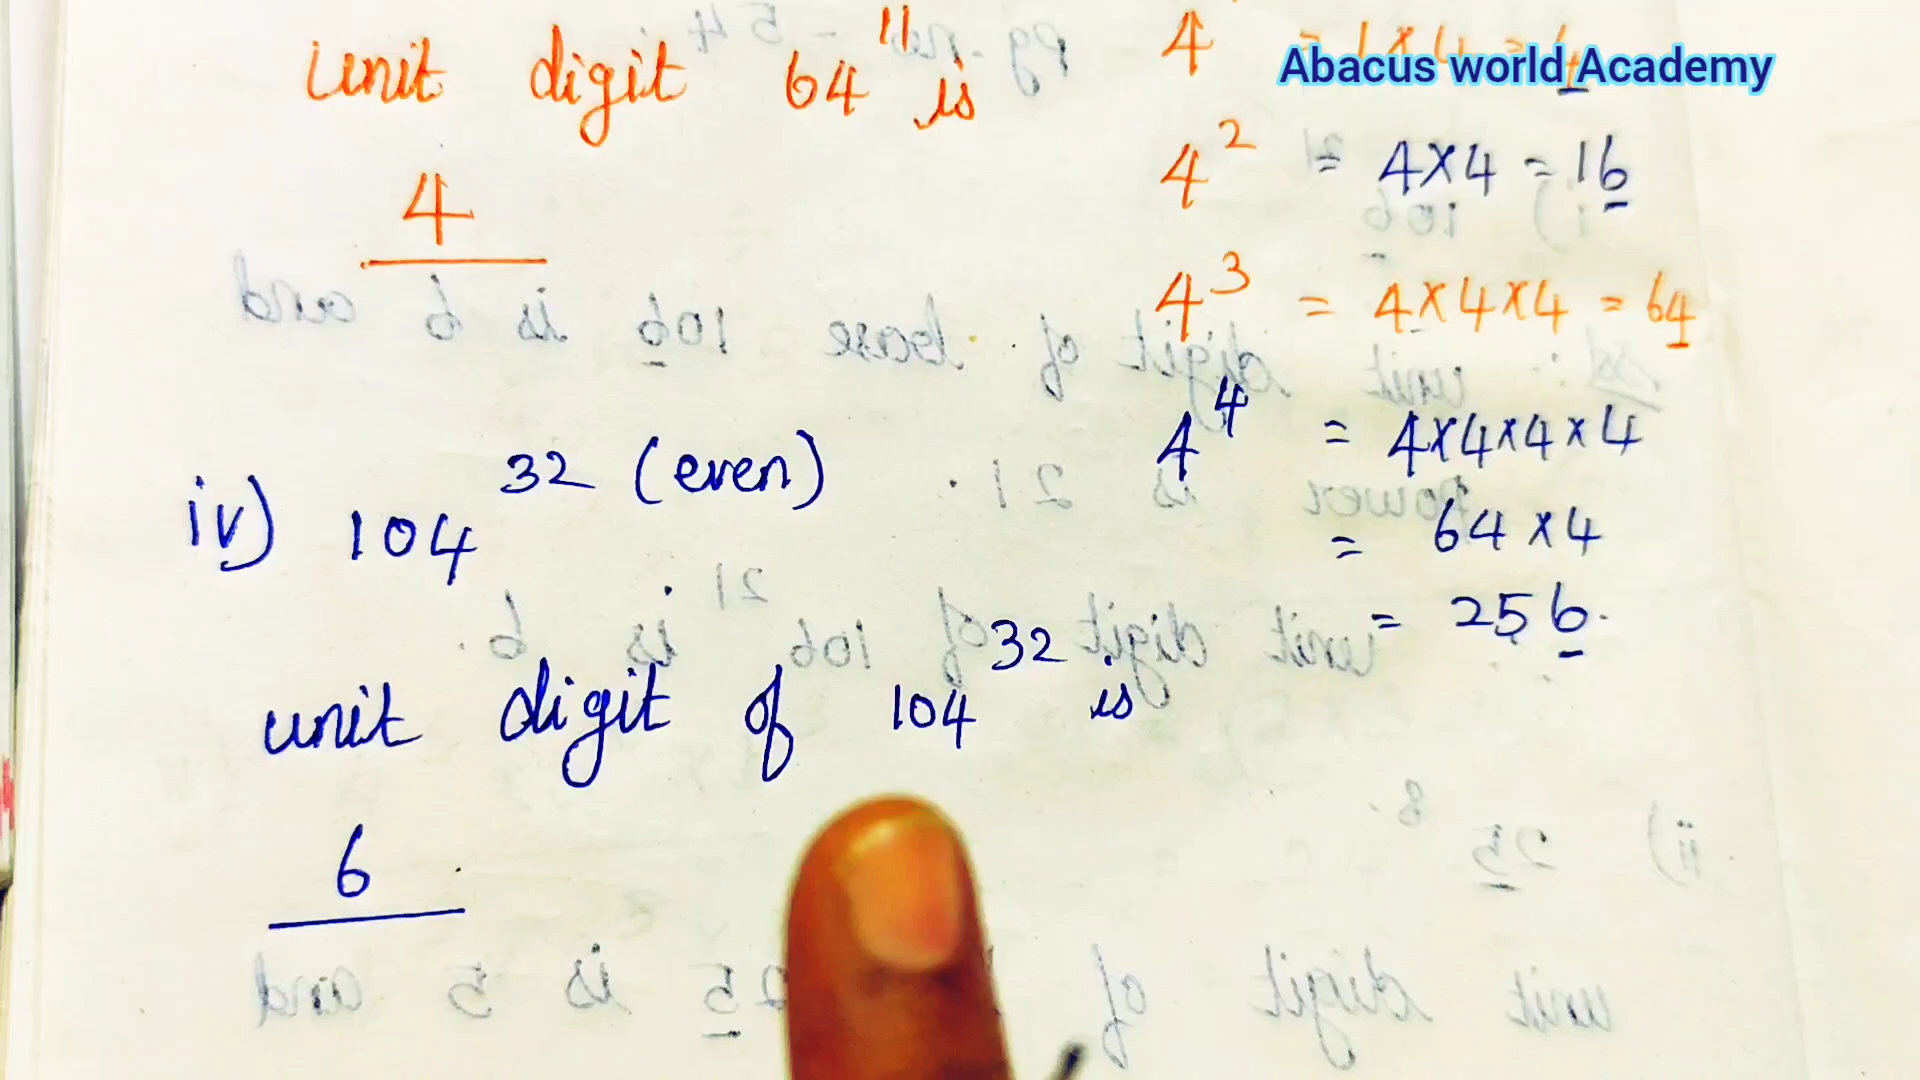 unit digit 64^11 is
4
iv) 104^32 (even)
unit digit of 104^32 is
6
Abacus world Academy
4^2 = 4×4 = 16
4^3 = 4×4×4 = 64
4^4 = 4×4×4×4
= 64×4
= 256.